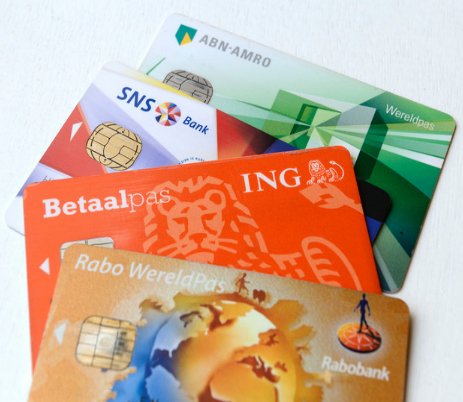 ABN·AMRO
Wereldpas
SNS Bank
Betaalpas
ING
Rabo WereldPas
Rabobank